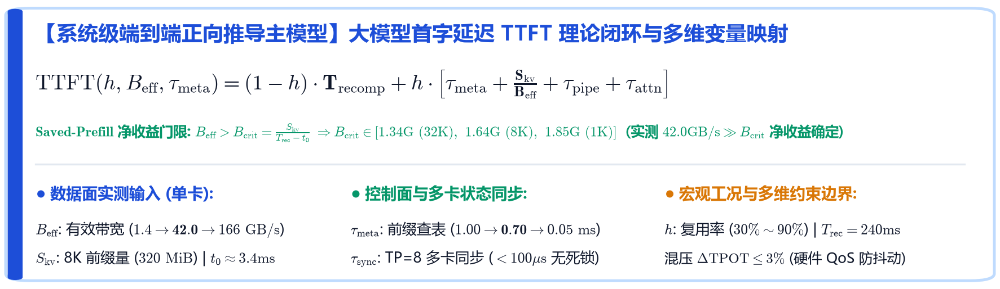 【系统级端到端正向推导主模型】大模型首字延迟 TTFT 理论闭环与多维变量映射
TTFT(h, B_eff, τ_meta) = (1 − h) · T_recomp + h · [τ_meta + S_kv/B_eff + τ_pipe + τ_attn]
Saved-Prefill 净收益门限: B_eff > B_crit = S_kv/(T_rec − t_0) ⇒ B_crit ∈ [1.34G (32K), 1.64G (8K), 1.85G (1K)] (实测 42.0GB/s ≫ B_crit 净收益确定)
● 数据面实测输入 (单卡):
B_eff: 有效带宽 (1.4 → 42.0 → 166 GB/s)
S_kv: 8K 前缀量 (320 MiB) | t_0 ≈ 3.4ms
● 控制面与多卡状态同步:
τ_meta: 前缀查表 (1.00 → 0.70 → 0.05 ms)
τ_sync: TP=8 多卡同步 (< 100μs 无死锁)
● 宏观工况与多维约束边界:
h: 复用率 (30% ∼ 90%) | T_rec = 240ms
混压 ΔTPOT ≤ 3% (硬件 QoS 防抖动)